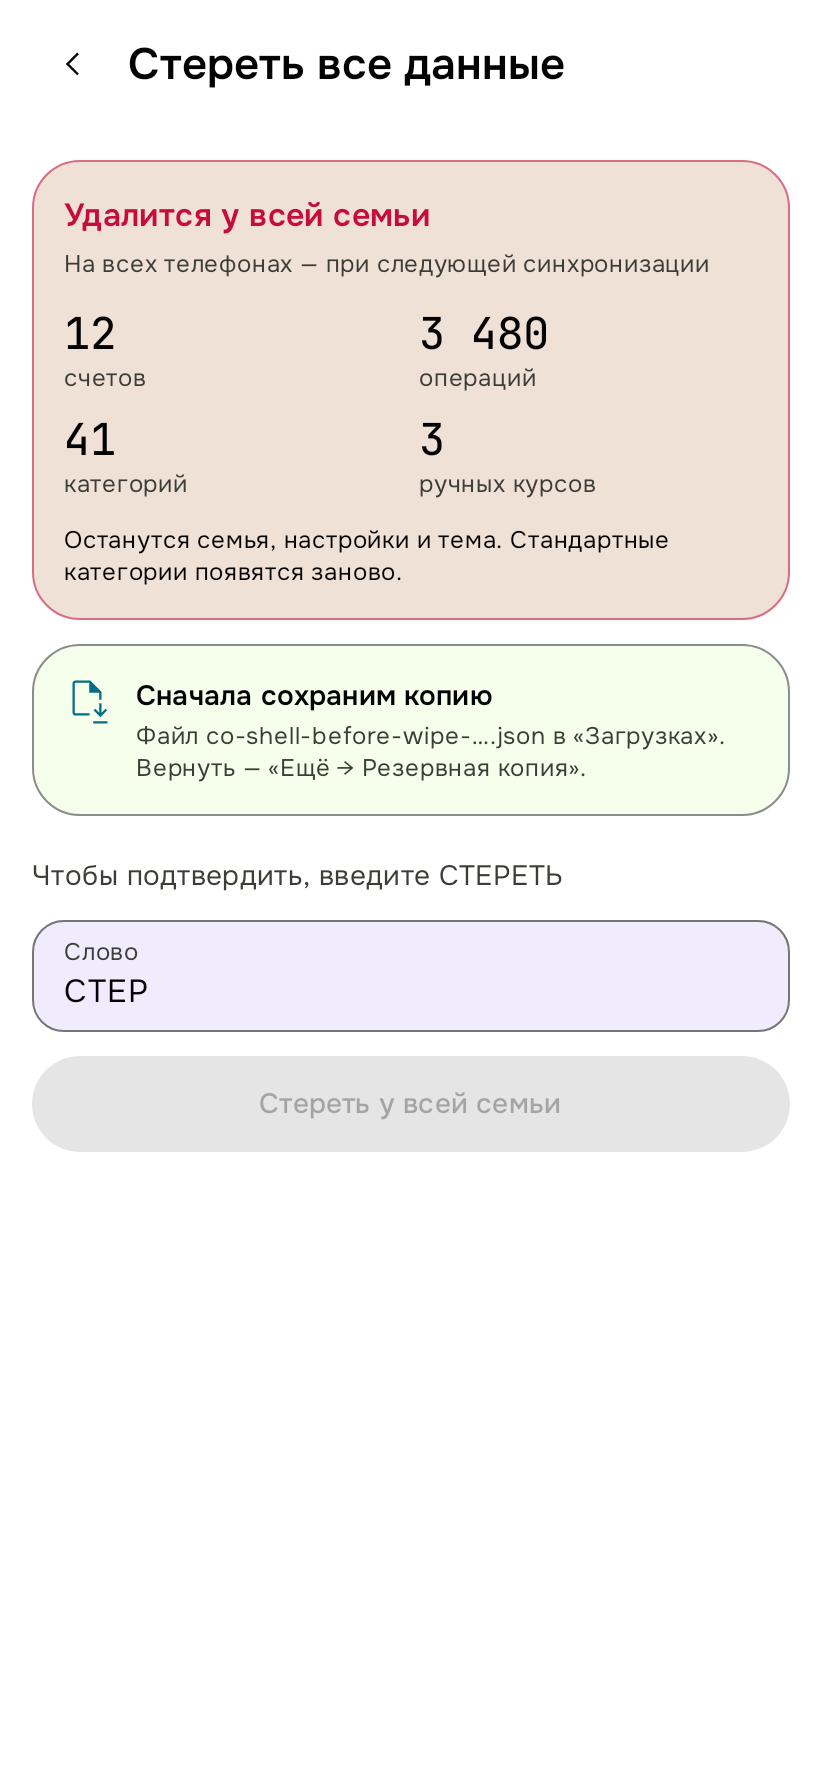 Стереть все данные
Удалится у всей семьи
На всех телефонах — при следующей синхронизации
12
счетов
3 480
операций
41
категорий
3
ручных курсов
Останутся семья, настройки и тема. Стандартные
категории появятся заново.
Сначала сохраним копию
Файл co-shell-before-wipe-….json в «Загрузках».
Вернуть — «Ещё → Резервная копия».
Чтобы подтвердить, введите СТЕРЕТЬ
Слово
СТЕР
Стереть у всей семьи